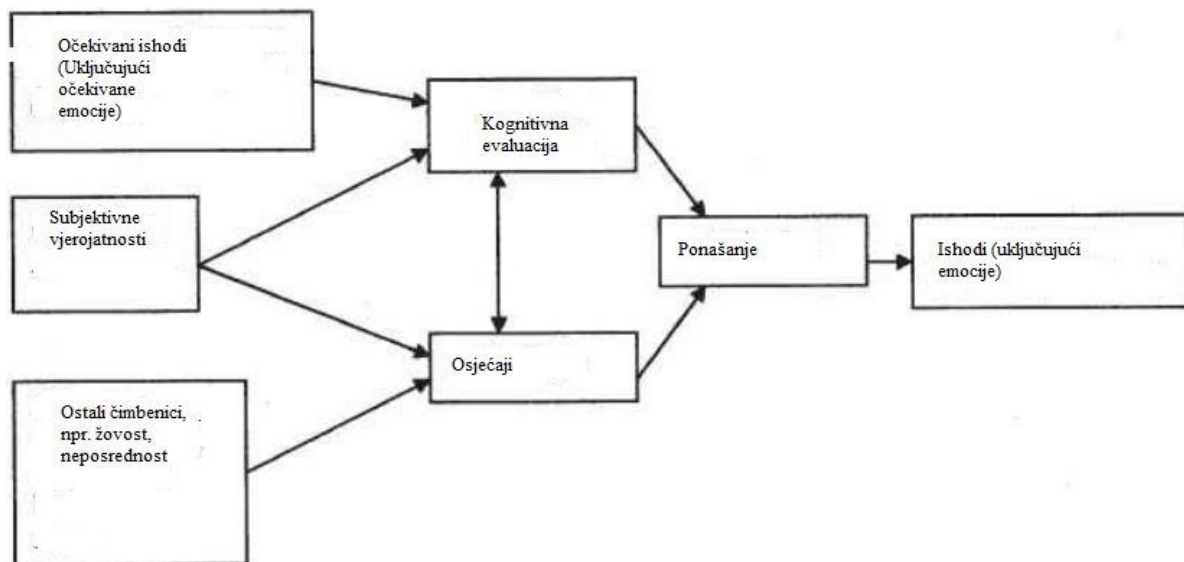 Očekivani ishodi
(Uključujući
očekivane
emocije)
Kognitivna
evaluacija
Subjektivne
vjerojatnosti
Ponašanje
Ishodi (uključujući
emocije)
Osjećaji
Ostali čimbenici,
npr. žovost,
neposrednost